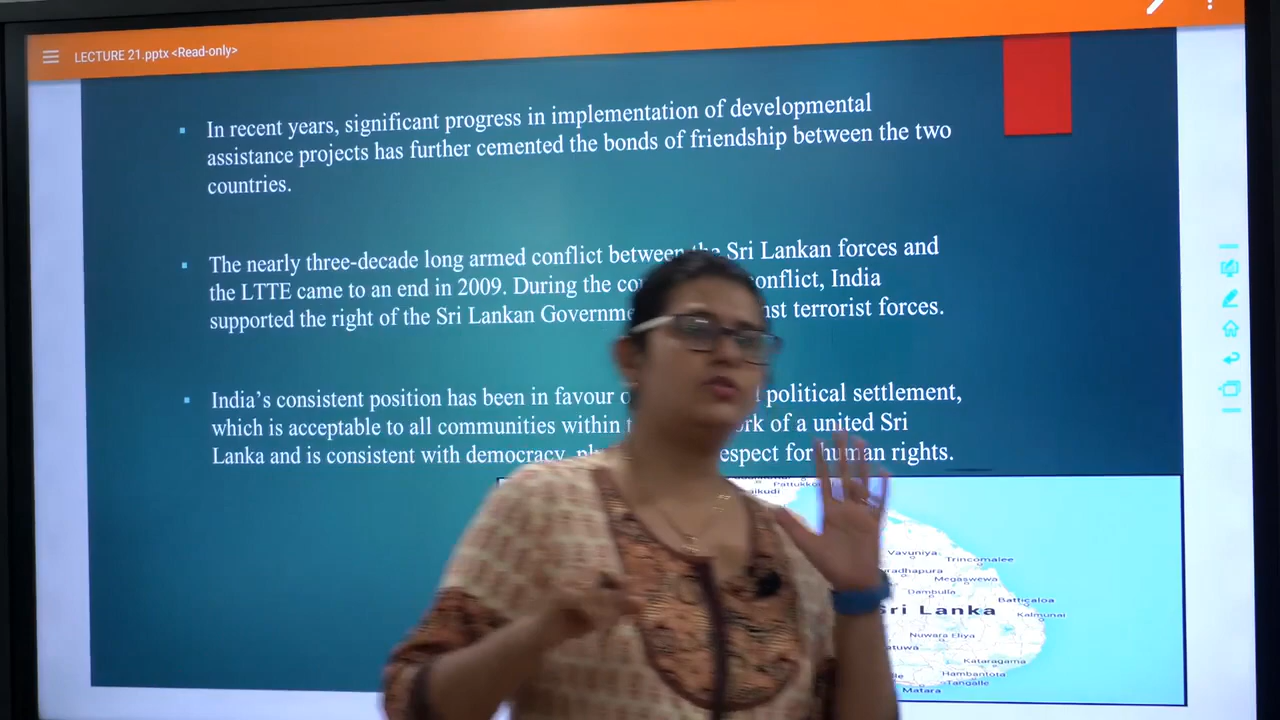 LECTURE 21.pptx <Read-only>
In recent years, significant progress in implementation of developmental
assistance projects has further cemented the bonds of friendship between the two
countries.
The nearly three-decade long armed conflict between the Sri Lankan forces and
the LTTE came to an end in 2009. During the conflict, India
supported the right of the Sri Lankan terrorist forces.
India's consistent position has been in favour political settlement,
which is acceptable to all communities within of a united Sri
Lanka and is consistent with democracy, respect for human rights.
Vavuniya
Trincomalee
Megaswewa
Dambulla
Batticaloa
Sri Lanka
Kalmunai
Nuwara Eliya
Kataragama
Hambantota
Tangalle
Matara